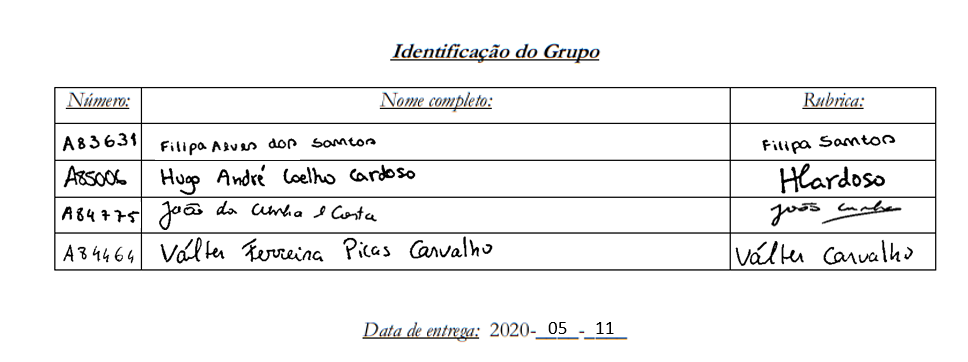 Identificação do Grupo
Número: Nome completo: Rubrica:
A83631 Filipa Alves dos Santos Filipa Santos
A85006 Hugo André Coelho Cardoso HCardoso
A84775 João da Cunha e Costa João Cunha
A84464 Válter Ferreira Picas Carvalho Válter Carvalho
Data de entrega: 2020-05-11